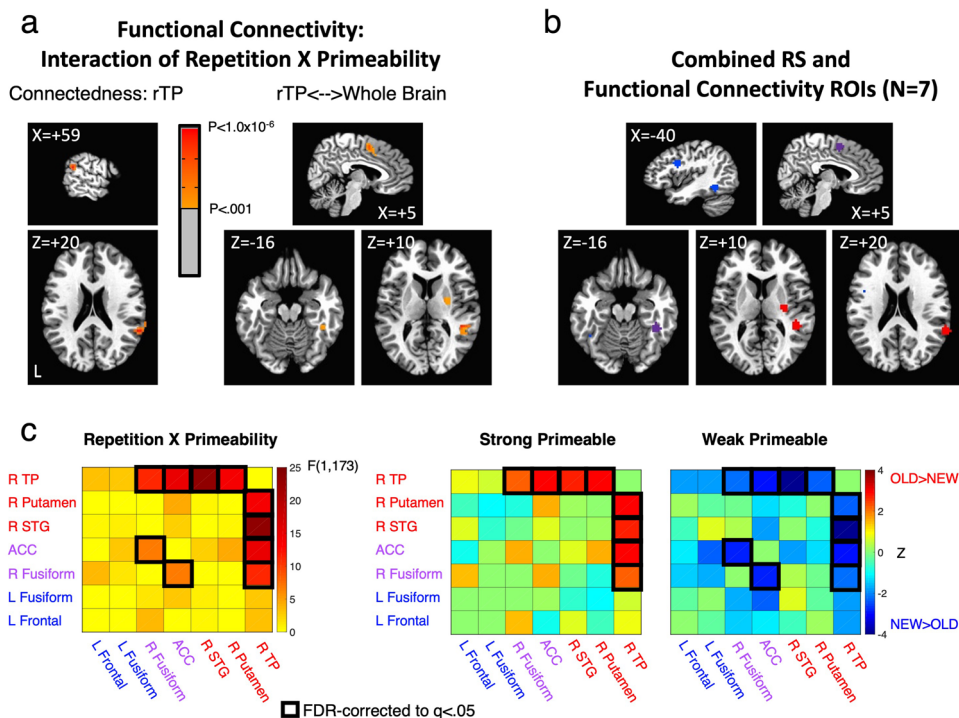 a
Functional Connectivity:
Interaction of Repetition X Primeability
Connectedness: rTP
rTP<-->Whole Brain
X=+59
P<1.0x10-6
P<.001
X=+5
Z=+20
L
Z=-16
Z=+10
b
Combined RS and
Functional Connectivity ROIs (N=7)
X=-40
X=+5
Z=-16
Z=+10
Z=+20
c
Repetition X Primeability
R TP
R Putamen
R STG
ACC
R Fusiform
L Fusiform
L Frontal
L Frontal
L Fusiform
R Fusiform
ACC
R STG
R Putamen
R TP
25
20
15
10
5
0
F(1,173)
FDR-corrected to q<.05
Strong Primeable
R TP
R Putamen
R STG
ACC
R Fusiform
L Fusiform
L Frontal
L Frontal
L Fusiform
R Fusiform
ACC
R STG
R Putamen
R TP
Weak Primeable
L Frontal
L Fusiform
R Fusiform
ACC
R STG
R Putamen
R TP
4
2
0
-2
-4
OLD>NEW
Z
NEW>OLD